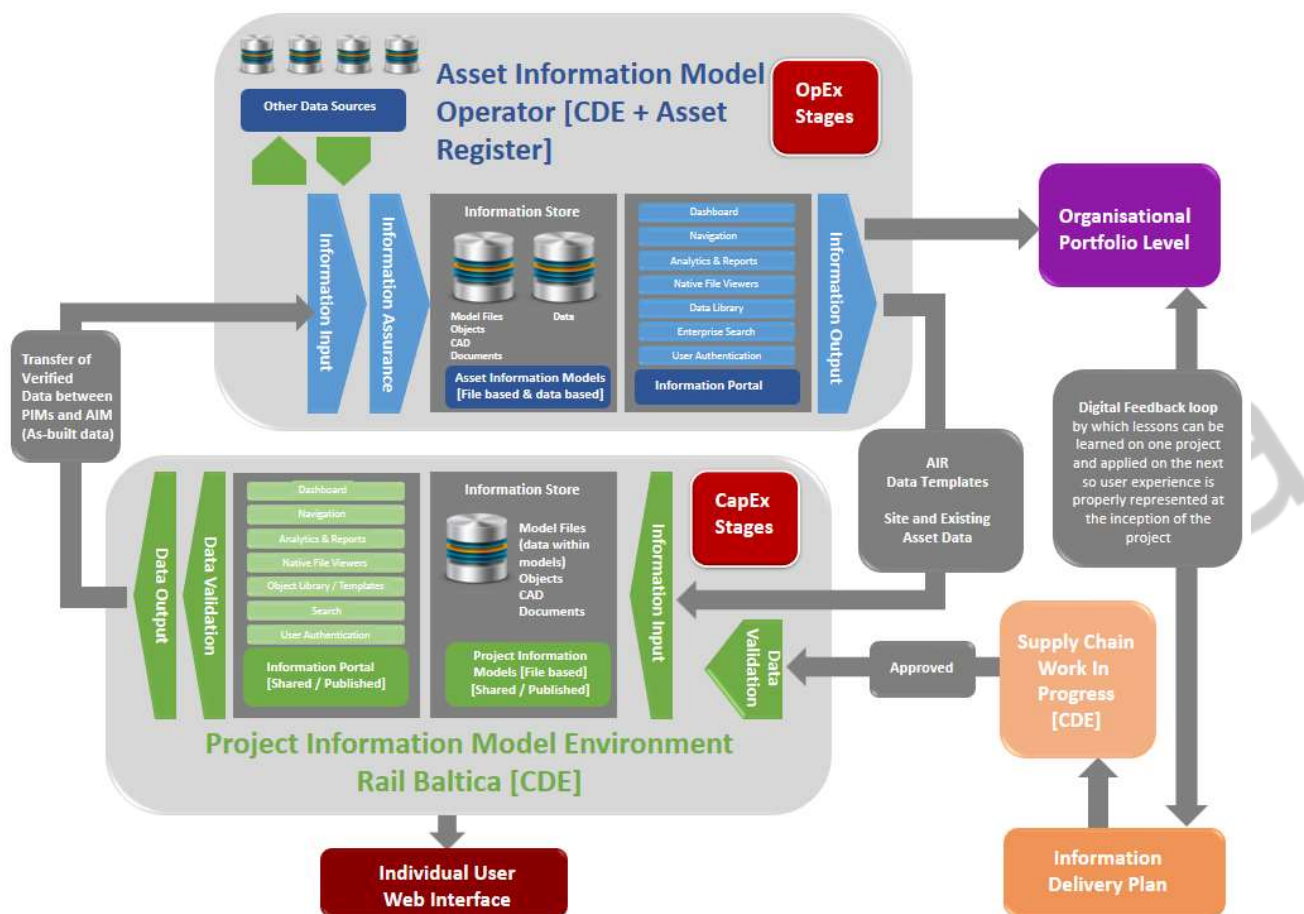 Other Data Sources
Asset Information Model
Operator [CDE + Asset
Register]
OpEx
Stages
Information Input
Information Assurance
Information Store
Model Files
Objects
CAD
Documents
Data
Asset Information Models
[File based & data based]
Dashboard
Navigation
Analytics & Reports
Native File Viewers
Data Library
Enterprise Search
User Authentication
Information Portal
Information Output
Organisational
Portfolio Level
Transfer of
Verified
Data between
PIMs and AIM
(As-built data)
Digital Feedback loop
by which lessons can be
learned on one project
and applied on the next
so user experience is
properly represented at
the inception of the
project
AIR
Data Templates
Site and Existing
Asset Data
Data Output
Data Validation
Dashboard
Navigation
Analytics & Reports
Native File Viewers
Object Library / Templates
Search
User Authentication
Information Portal
[Shared / Published]
Information Store
Model Files
(data within
models)
Objects
CAD
Documents
Project Information
Models [File based]
[Shared / Published]
Information Input
CapEx
Stages
Data
Validation
Approved
Supply Chain
Work In
Progress
[CDE]
Project Information Model Environment
Rail Baltica [CDE]
Individual User
Web Interface
Information
Delivery Plan